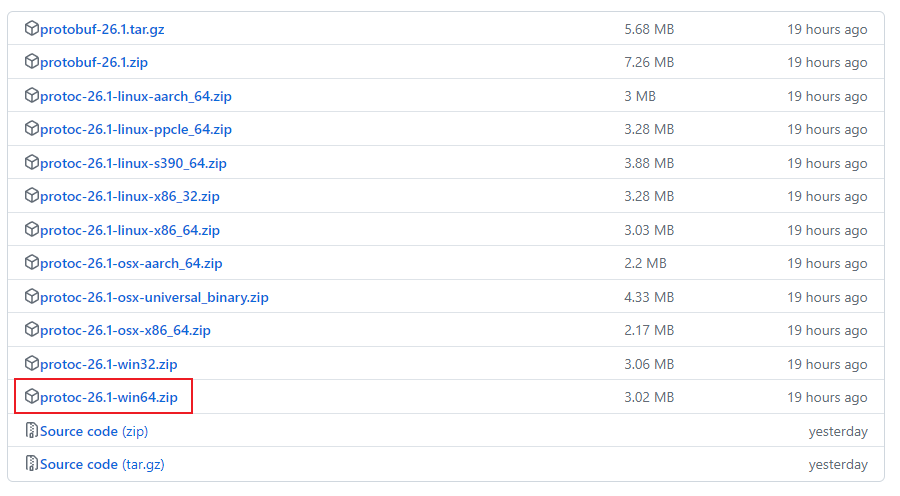 protobuf-26.1.tar.gz 5.68 MB 19 hours ago
protobuf-26.1.zip 7.26 MB 19 hours ago
protoc-26.1-linux-aarch_64.zip 3 MB 19 hours ago
protoc-26.1-linux-ppcle_64.zip 3.28 MB 19 hours ago
protoc-26.1-linux-s390_64.zip 3.88 MB 19 hours ago
protoc-26.1-linux-x86_32.zip 3.28 MB 19 hours ago
protoc-26.1-linux-x86_64.zip 3.03 MB 19 hours ago
protoc-26.1-osx-aarch_64.zip 2.2 MB 19 hours ago
protoc-26.1-osx-universal_binary.zip 4.33 MB 19 hours ago
protoc-26.1-osx-x86_64.zip 2.17 MB 19 hours ago
protoc-26.1-win32.zip 3.06 MB 19 hours ago
protoc-26.1-win64.zip 3.02 MB 19 hours ago
Source code (zip) yesterday
Source code (tar.gz) yesterday